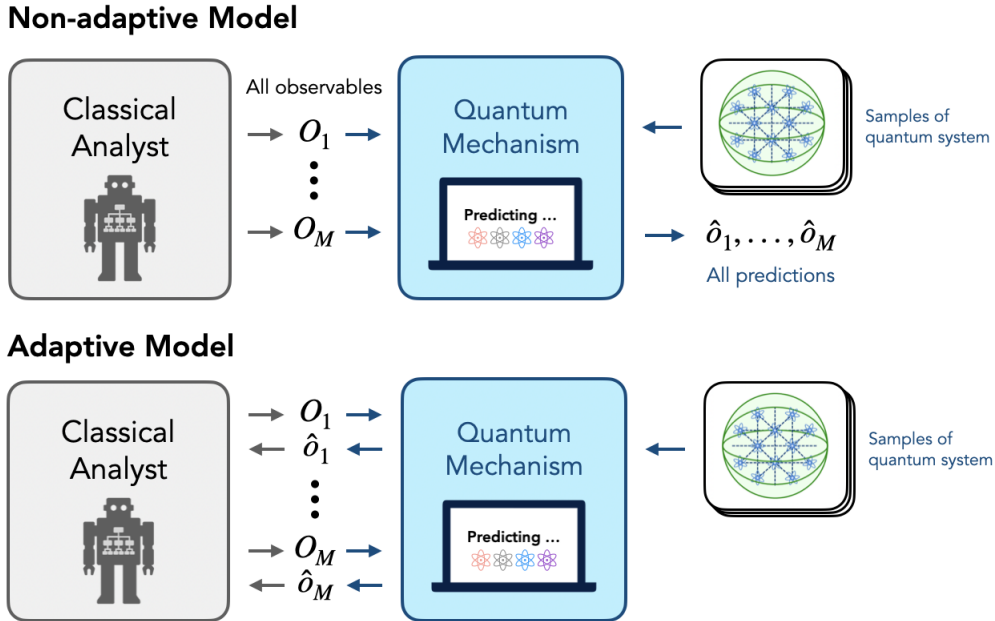 Non-adaptive Model
Classical
Analyst
All observables
O₁
⋮
O_M
Quantum
Mechanism
Predicting ...
Samples of
quantum system
ô₁, . . . , ô_M
All predictions
Adaptive Model
Classical
Analyst
O₁
ô₁
⋮
O_M
ô_M
Quantum
Mechanism
Predicting ...
Samples of
quantum system